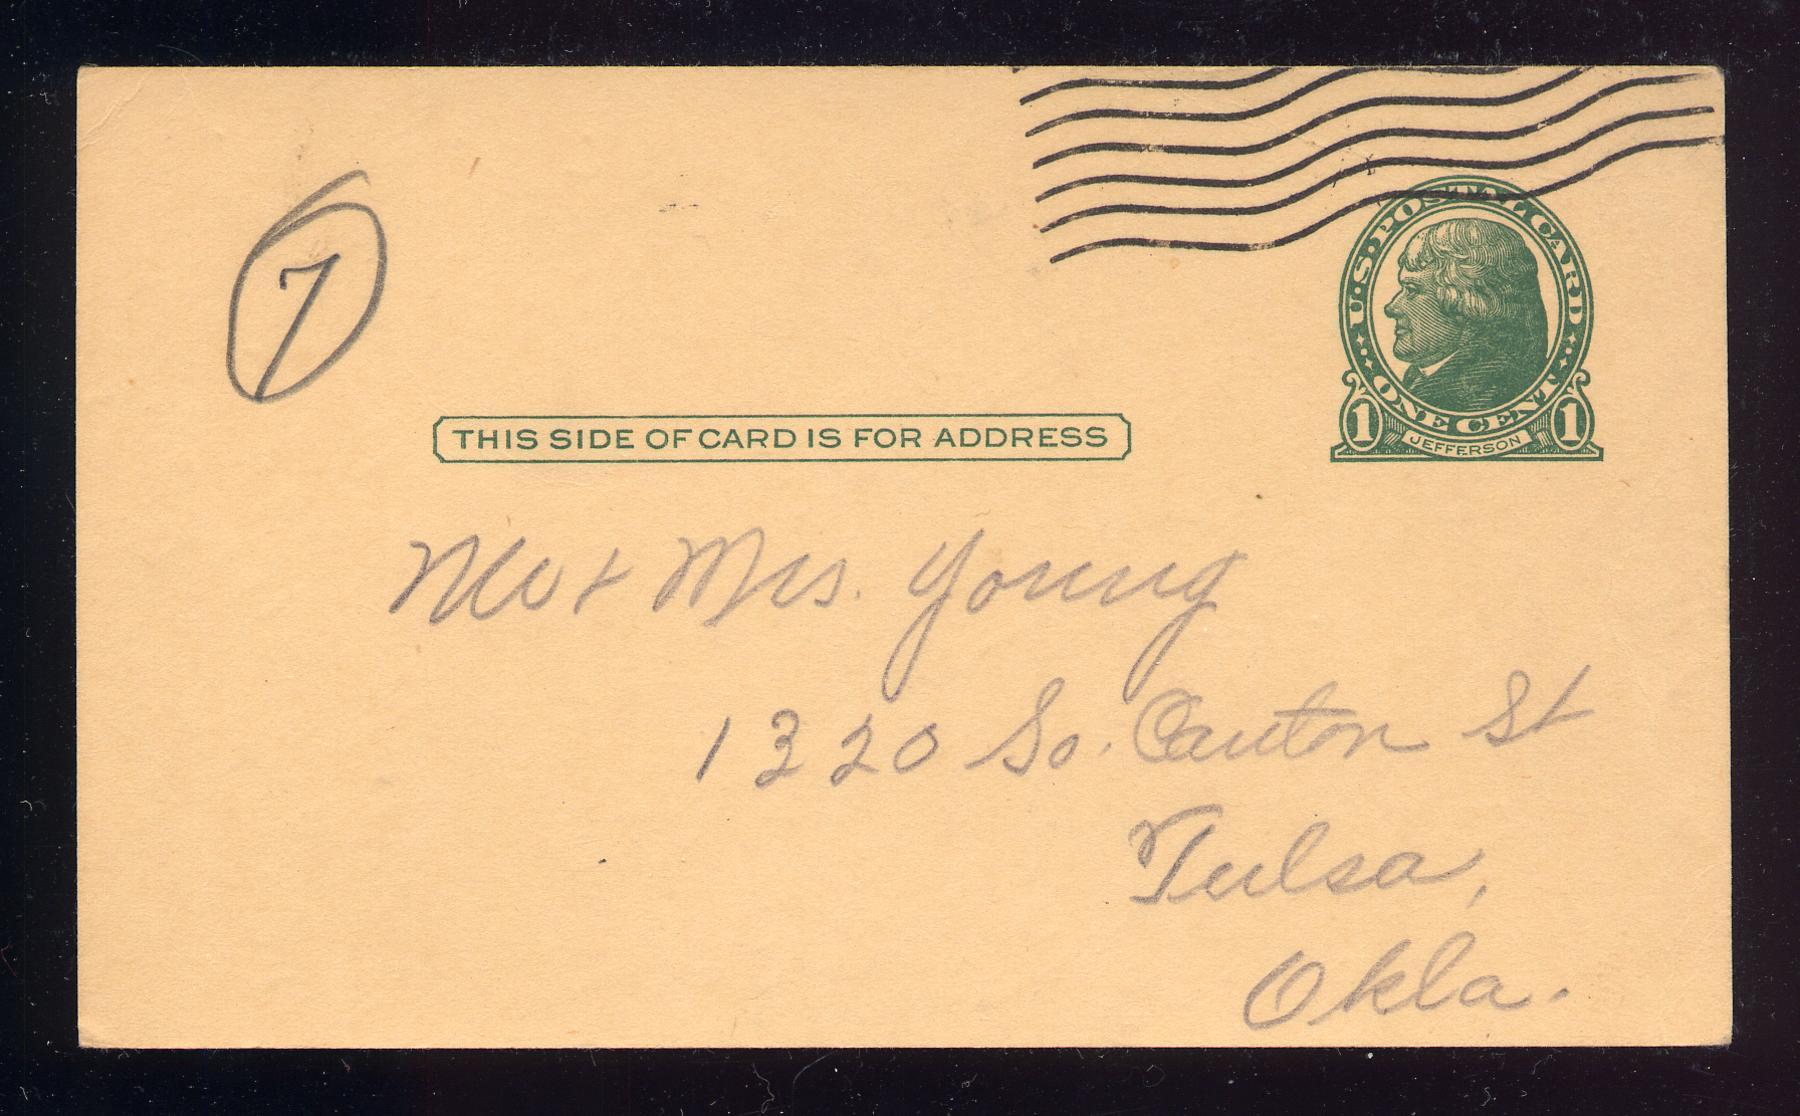 7
U·S·POSTAL CARD
ONE CENT
1 JEFFERSON 1
THIS SIDE OF CARD IS FOR ADDRESS
Mr + Mrs. Young
1320 So. Canton St
Tulsa,
Okla.